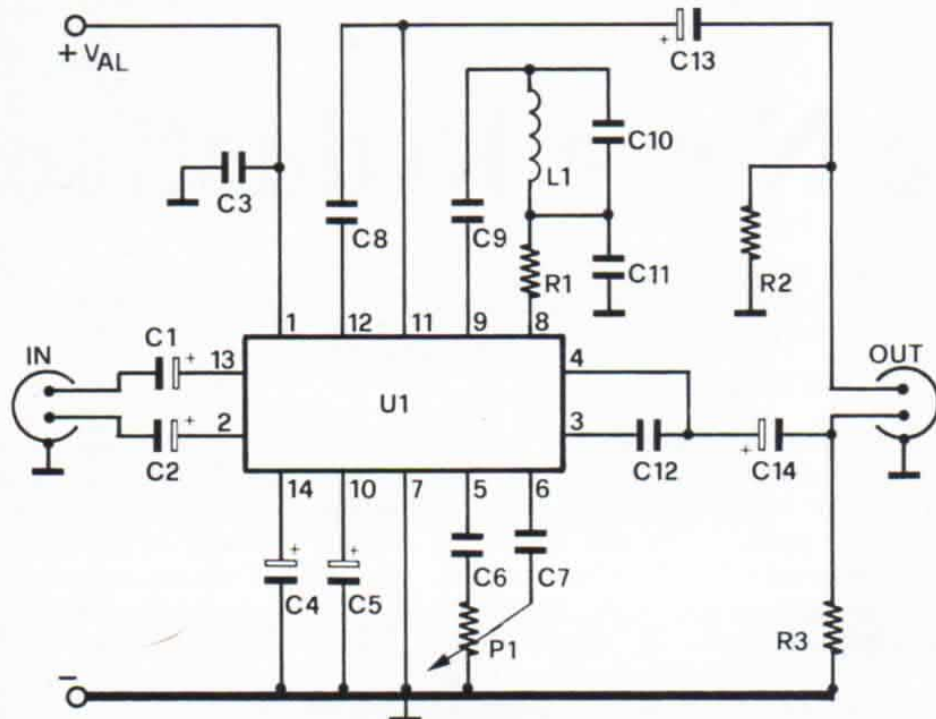 + VAL
C13
C10
L1
C3
C8
C9
R1
C11
R2
1 12 11 9 8
IN
C1
+ 13
4
OUT
U1
+ 2
3
C2
C12
+ C14
14 10 7 5 6
+ +
C4 C5
C6 C7
P1
R3
−